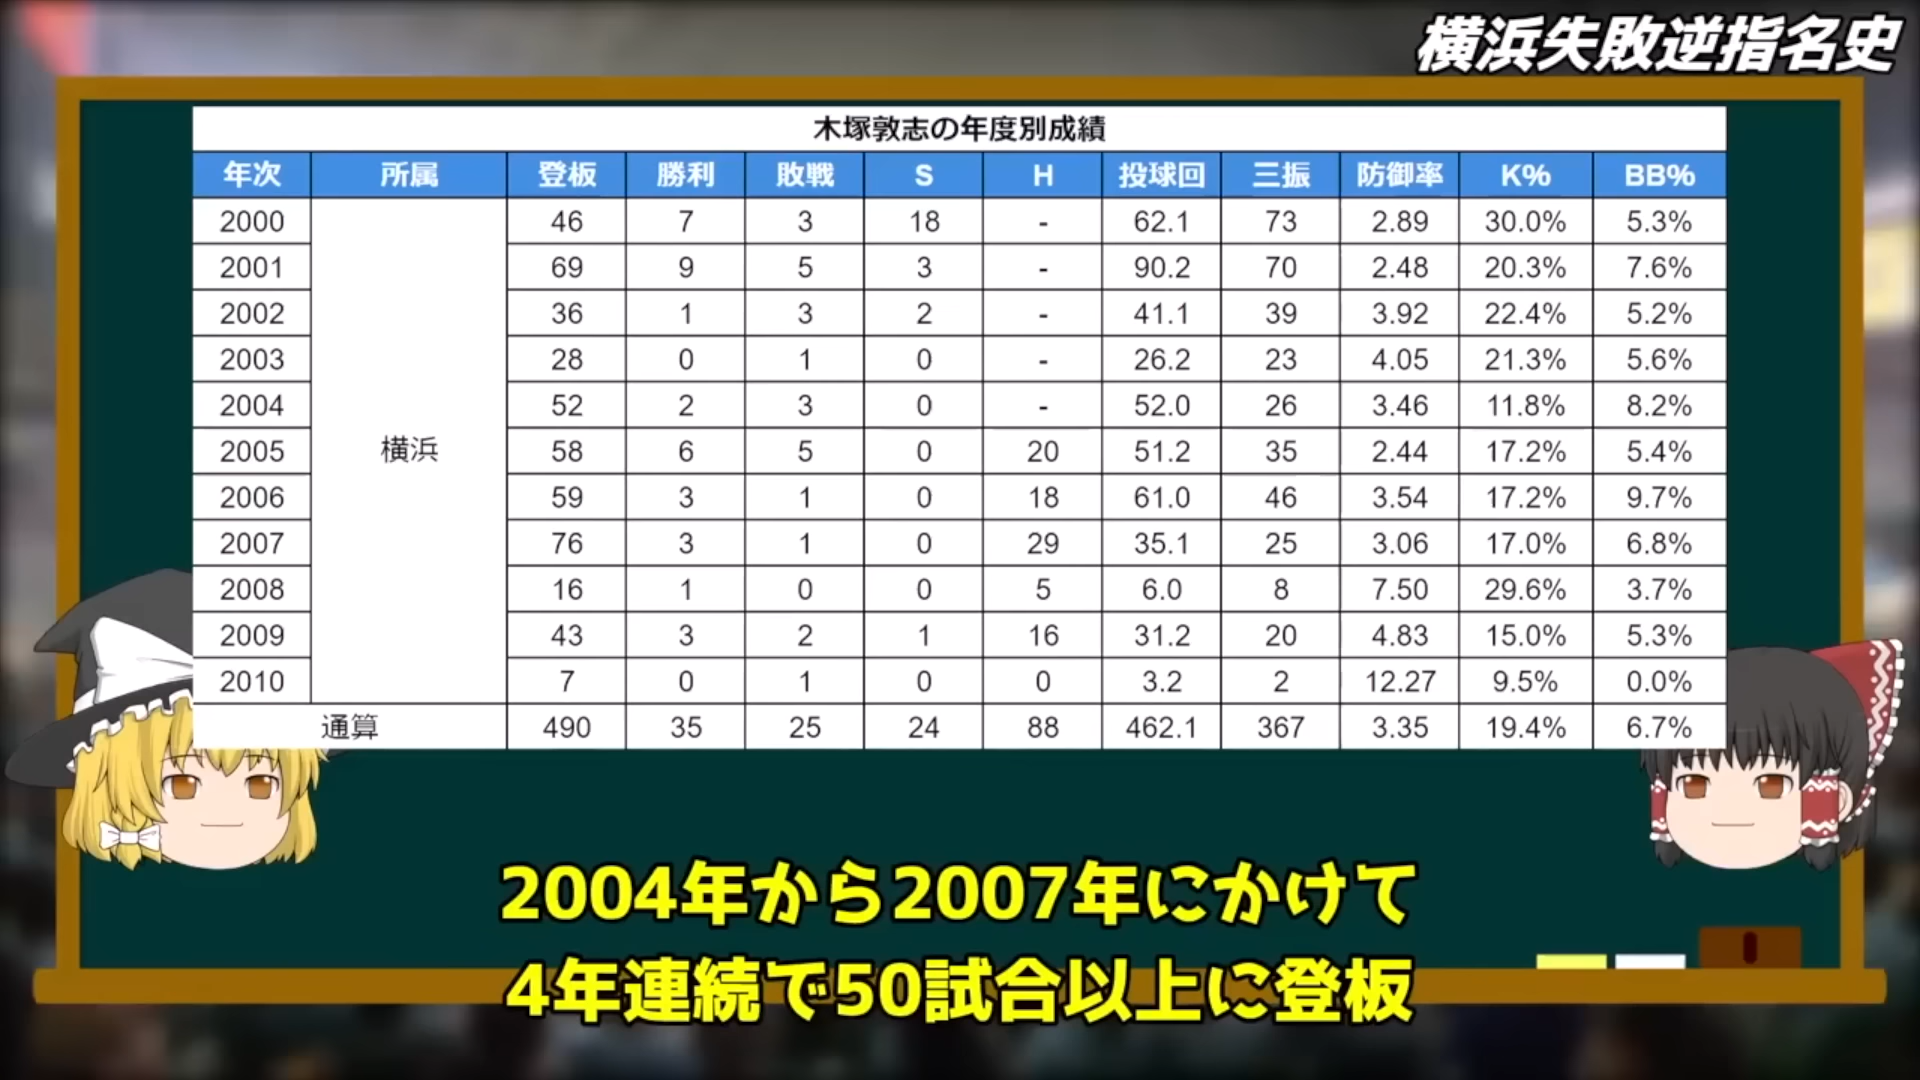 横浜失敗逆指名史
木塚敦志の年度別成績
年次 所属 登板 勝利 敗戦 S H 投球回 三振 防御率 K% BB%
2000 46 7 3 18 - 62.1 73 2.89 30.0% 5.3%
2001 69 9 5 3 - 90.2 70 2.48 20.3% 7.6%
2002 36 1 3 2 - 41.1 39 3.92 22.4% 5.2%
2003 28 0 1 0 - 26.2 23 4.05 21.3% 5.6%
2004 52 2 3 0 - 52.0 26 3.46 11.8% 8.2%
2005 横浜 58 6 5 0 20 51.2 35 2.44 17.2% 5.4%
2006 59 3 1 0 18 61.0 46 3.54 17.2% 9.7%
2007 76 3 1 0 29 35.1 25 3.06 17.0% 6.8%
2008 16 1 0 0 5 6.0 8 7.50 29.6% 3.7%
2009 43 3 2 1 16 31.2 20 4.83 15.0% 5.3%
2010 7 0 1 0 0 3.2 2 12.27 9.5% 0.0%
通算 490 35 25 24 88 462.1 367 3.35 19.4% 6.7%
2004年から2007年にかけて
4年連続で50試合以上に登板